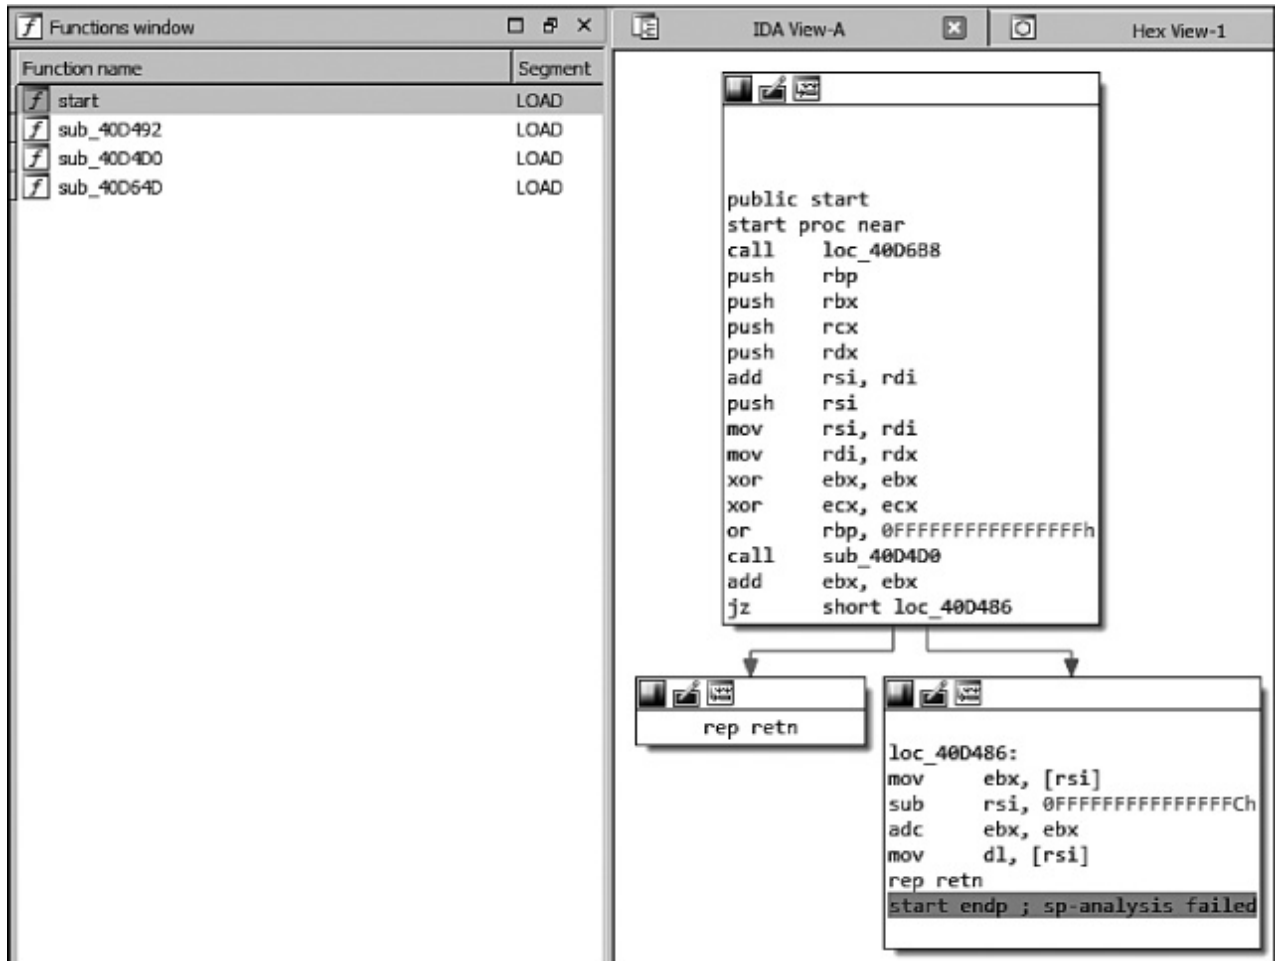 Functions window
Function name Segment
f start LOAD
f sub_40D492 LOAD
f sub_40D4D0 LOAD
f sub_40D64D LOAD
IDA View-A
Hex View-1
public start
start proc near
call loc_40D6B8
push rbp
push rbx
push rcx
push rdx
add rsi, rdi
push rsi
mov rsi, rdi
mov rdi, rdx
xor ebx, ebx
xor ecx, ecx
or rbp, 0FFFFFFFFFFFFFFFFh
call sub_40D4D0
add ebx, ebx
jz short loc_40D486
rep retn
loc_40D486:
mov ebx, [rsi]
sub rsi, 0FFFFFFFFFFFFFFFCh
adc ebx, ebx
mov dl, [rsi]
rep retn
start endp ; sp-analysis failed